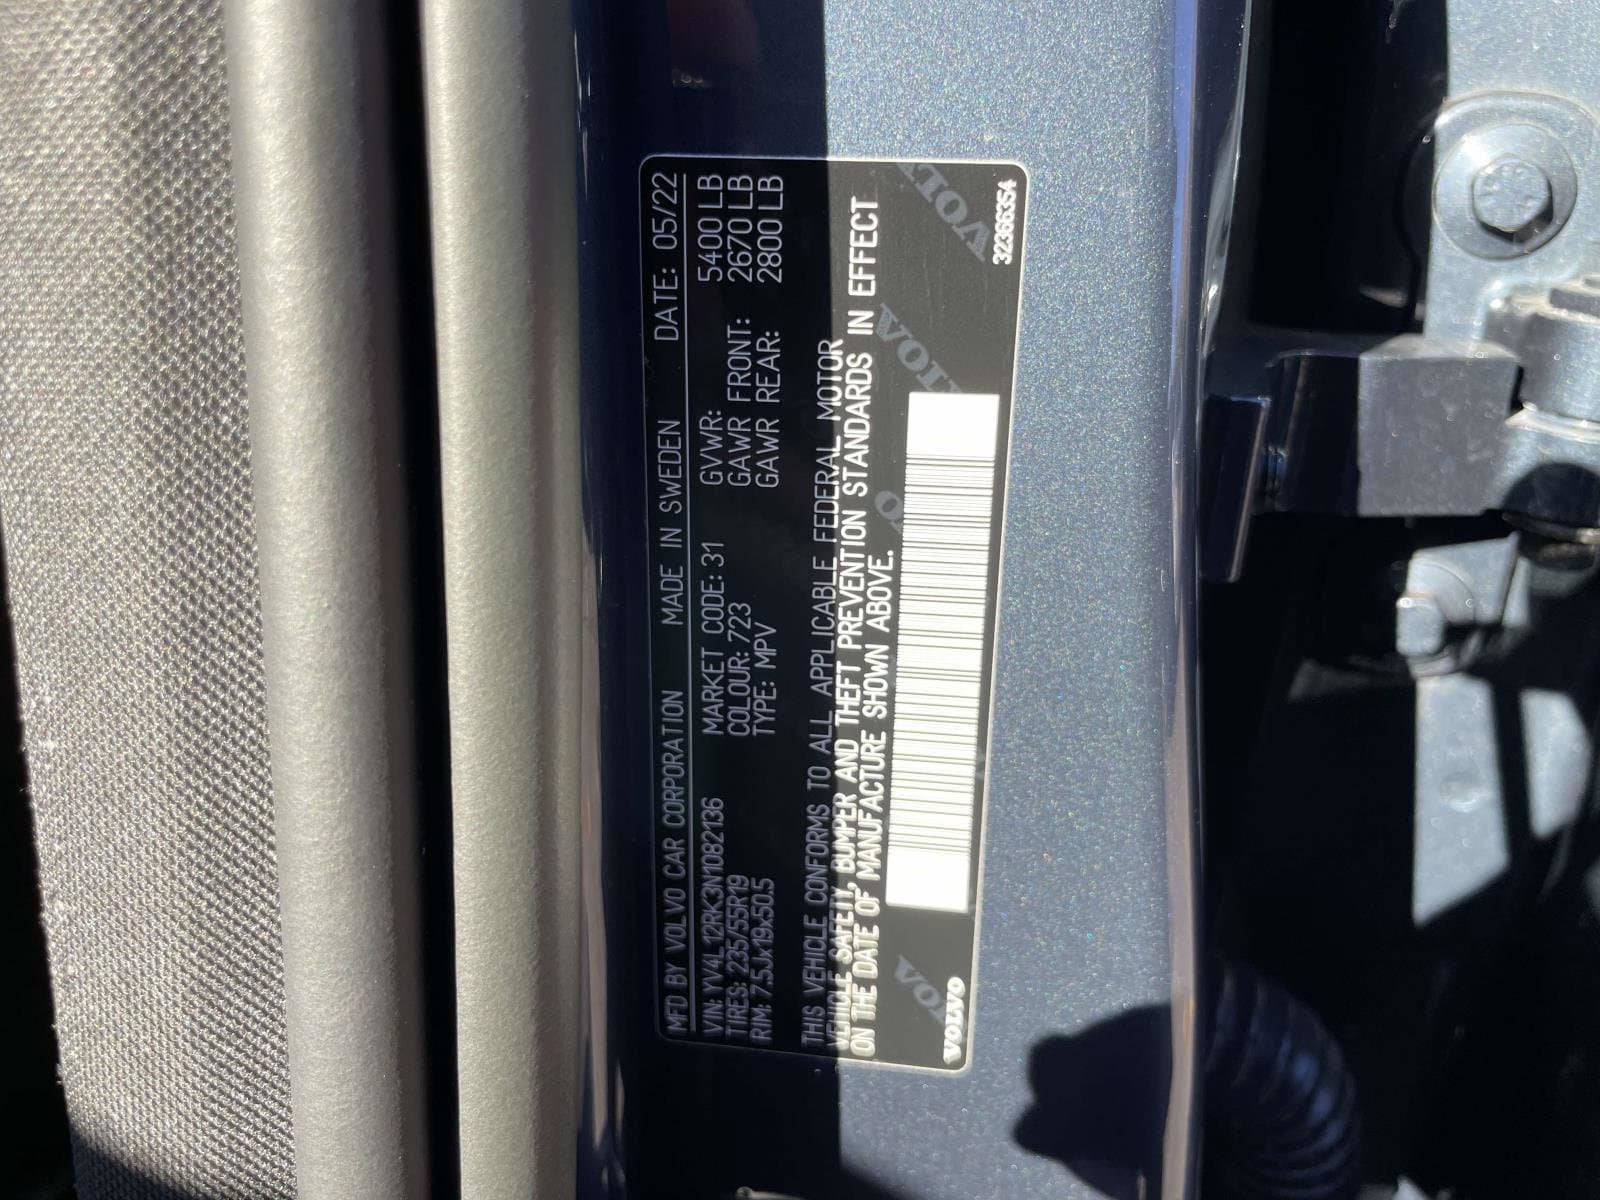 MFD BY VOLVO CAR CORPORATION MADE IN SWEDEN DATE: 05/22
VIN: YV4L12RK3N1082136 MARKET CODE: 31 GVWR: 5400 LB
TIRES: 235/55R19 COLOUR: 723 GAWR FRONT: 2670 LB
RIM: 7.5Jx19x50.5 TYPE: MPV GAWR REAR: 2800 LB
THIS VEHICLE CONFORMS TO ALL APPLICABLE FEDERAL MOTOR
VEHICLE SAFETY, BUMPER AND THEFT PREVENTION STANDARDS IN EFFECT
ON THE DATE OF MANUFACTURE SHOWN ABOVE.
VOLVO
32366354